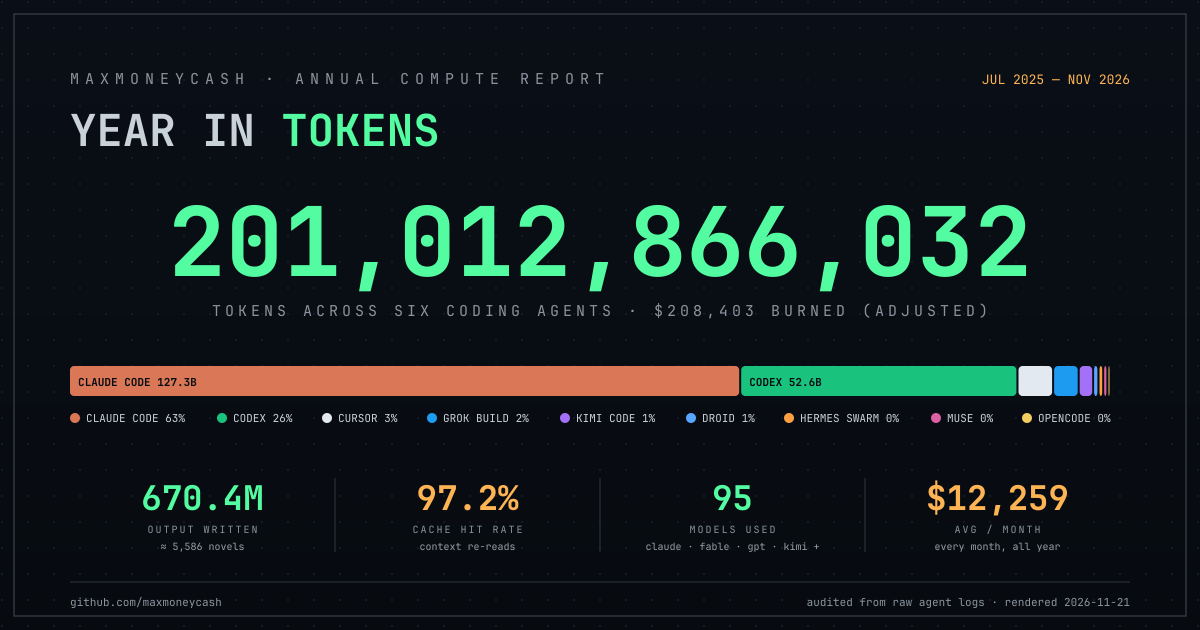 MAXMONEYCASH · ANNUAL COMPUTE REPORT
JUL 2025 — NOV 2026
YEAR IN TOKENS
201,012,866,032
TOKENS ACROSS SIX CODING AGENTS · $208,403 BURNED (ADJUSTED)
CLAUDE CODE 127.3B
CODEX 52.6B
CLAUDE CODE 63% CODEX 26% CURSOR 3% GROK BUILD 2% KIMI CODE 1% DROID 1% HERMES SWARM 0% MUSE 0% OPENCODE 0%
670.4M
OUTPUT WRITTEN
≈ 5,586 novels
97.2%
CACHE HIT RATE
context re-reads
95
MODELS USED
claude · fable · gpt · kimi +
$12,259
AVG / MONTH
every month, all year
github.com/maxmoneycash
audited from raw agent logs · rendered 2026-11-21